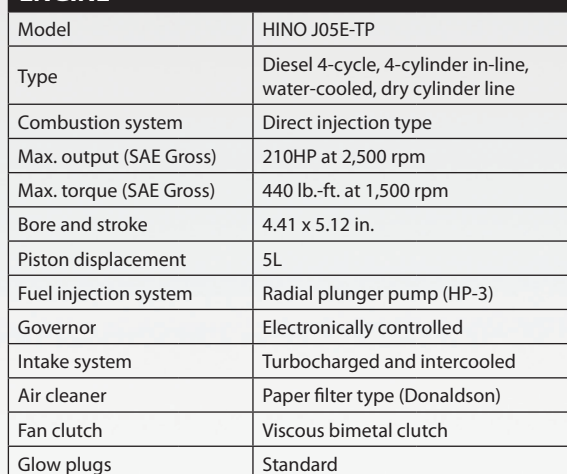 ENGINE
Model HINO J05E-TP
Type Diesel 4-cycle, 4-cylinder in-line,
water-cooled, dry cylinder line
Combustion system Direct injection type
Max. output (SAE Gross) 210HP at 2,500 rpm
Max. torque (SAE Gross) 440 lb.-ft. at 1,500 rpm
Bore and stroke 4.41 x 5.12 in.
Piston displacement 5L
Fuel injection system Radial plunger pump (HP-3)
Governor Electronically controlled
Intake system Turbocharged and intercooled
Air cleaner Paper filter type (Donaldson)
Fan clutch Viscous bimetal clutch
Glow plugs Standard